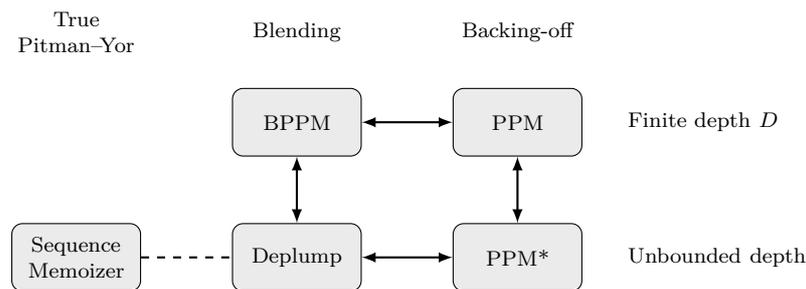 True
Pitman–Yor
Blending
Backing-off
BPPM
PPM
Finite depth D
Sequence
Memoizer
Deplump
PPM*
Unbounded depth